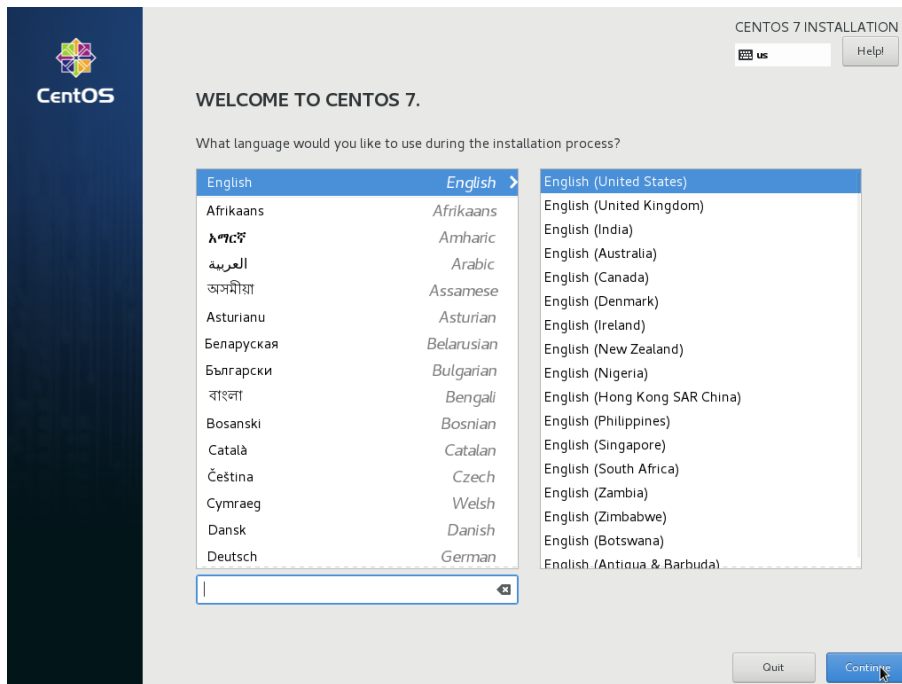 CentOS
CENTOS 7 INSTALLATION
us
Help!
WELCOME TO CENTOS 7.
What language would you like to use during the installation process?
English English
Afrikaans Afrikaans
አማርኛ Amharic
العربية Arabic
অসমীয়া Assamese
Asturianu Asturian
Беларуская Belarusian
Български Bulgarian
বাংলা Bengali
Bosanski Bosnian
Català Catalan
Čeština Czech
Cymraeg Welsh
Dansk Danish
Deutsch German
English (United States)
English (United Kingdom)
English (India)
English (Australia)
English (Canada)
English (Denmark)
English (Ireland)
English (New Zealand)
English (Nigeria)
English (Hong Kong SAR China)
English (Philippines)
English (Singapore)
English (South Africa)
English (Zambia)
English (Zimbabwe)
English (Botswana)
English (Antigua & Barbuda)
Quit
Continue